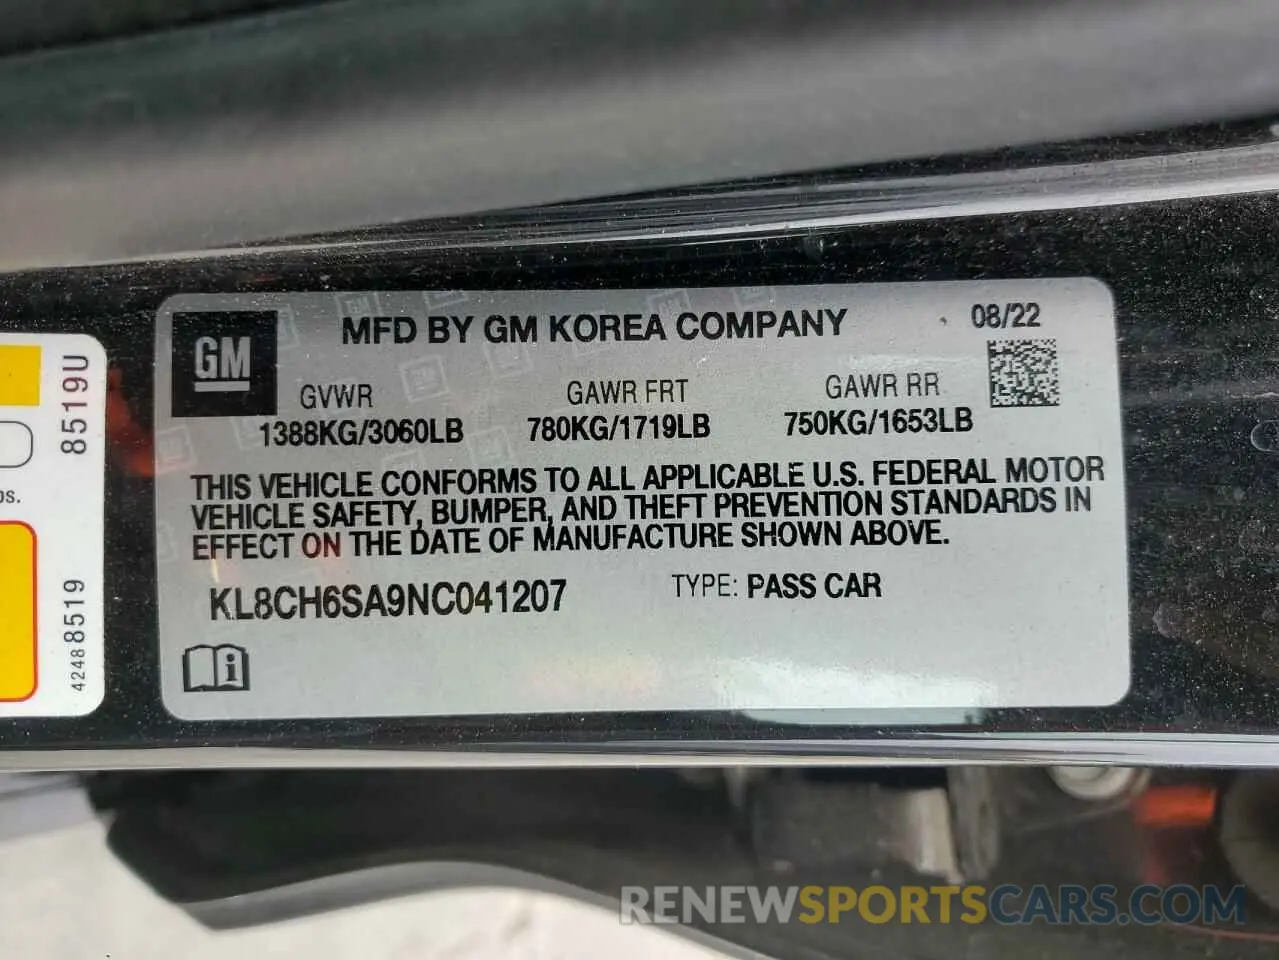 GM
MFD BY GM KOREA COMPANY
08/22
GVWR
GAWR FRT
GAWR RR
1388KG/3060LB
780KG/1719LB
750KG/1653LB
THIS VEHICLE CONFORMS TO ALL APPLICABLE U.S. FEDERAL MOTOR
VEHICLE SAFETY, BUMPER, AND THEFT PREVENTION STANDARDS IN
EFFECT ON THE DATE OF MANUFACTURE SHOWN ABOVE.
KL8CH6SA9NC041207
TYPE: PASS CAR
8519U
42488519
RENEWSPORTSCARS.COM